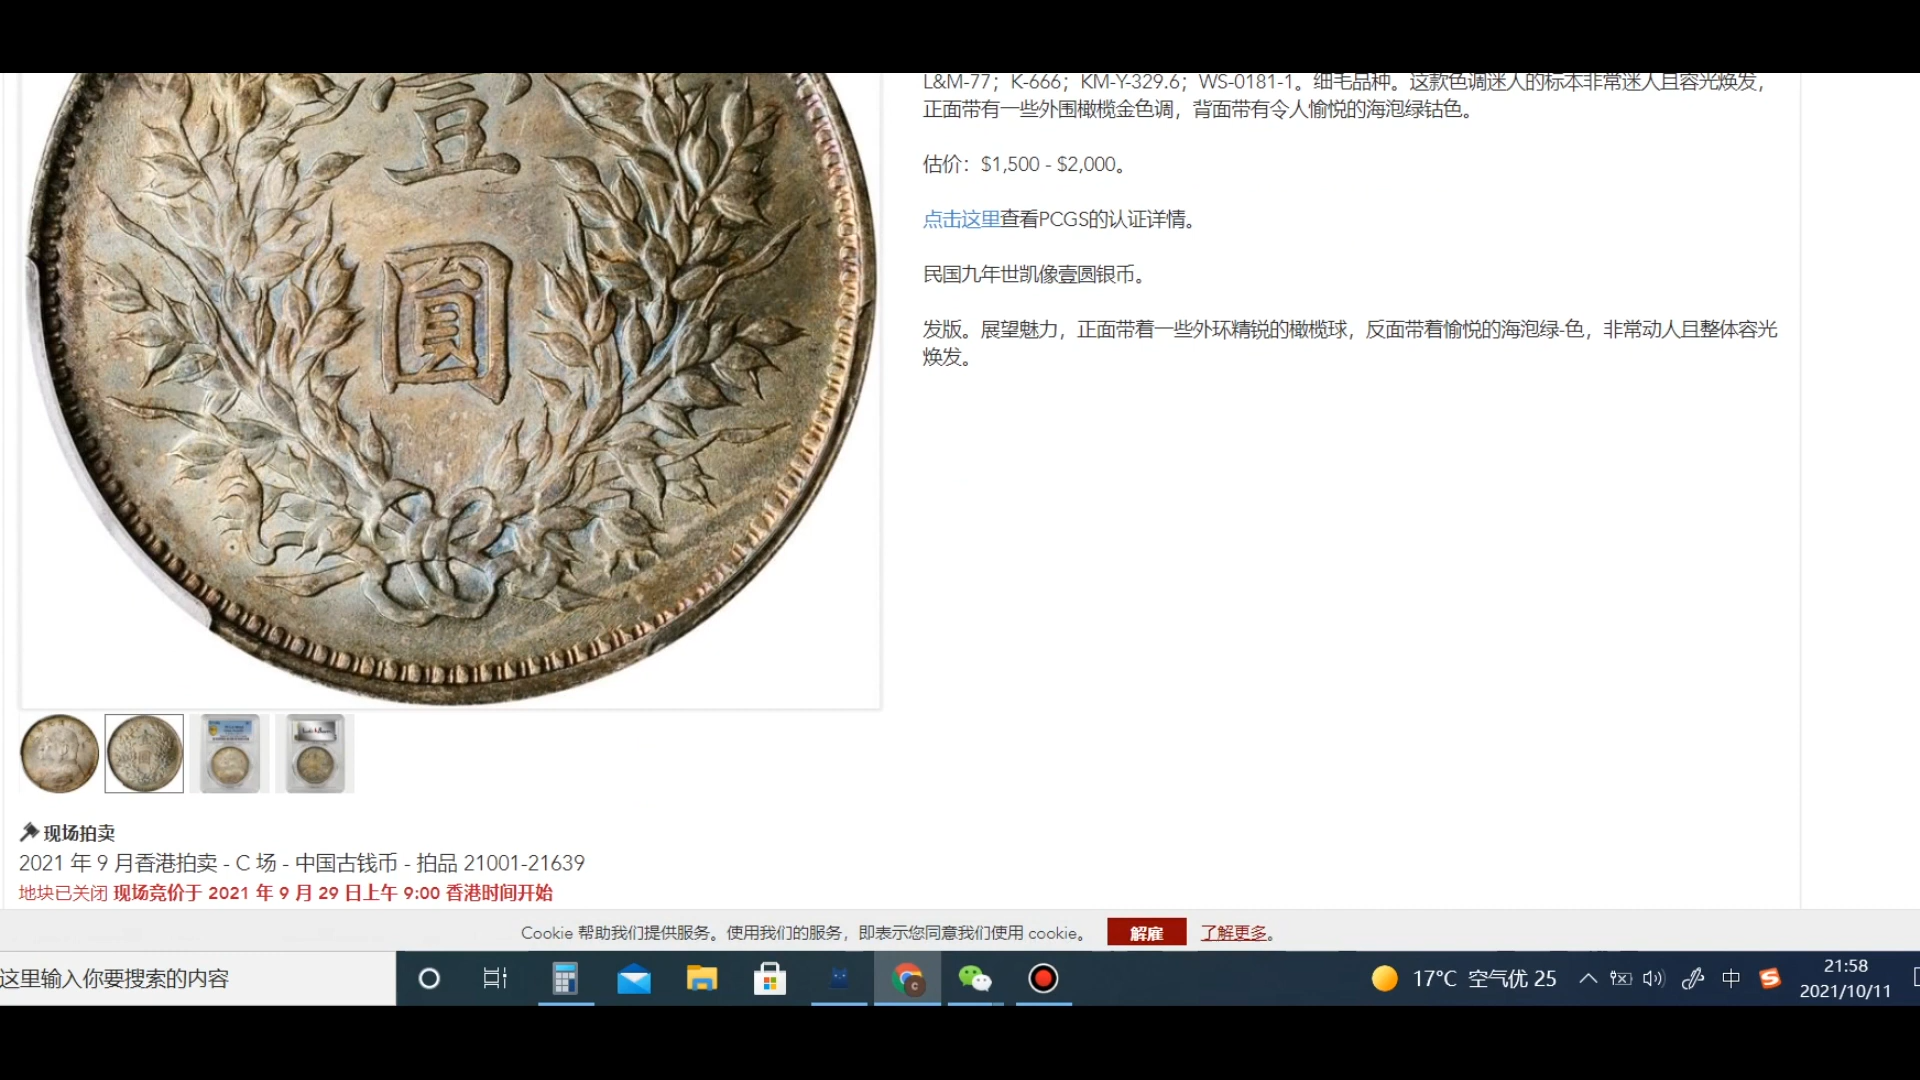 壹
圓
L&M-77；K-666；KM-Y-329.6；WS-0181-1。细毛品种。这款色调迷人的标本非常迷人且容光焕发，
正面带有一些外围橄榄金色调，背面带有令人愉悦的海泡绿钴色。
估价：$1,500 - $2,000。
点击这里查看PCGS的认证详情。
民国九年世凯像壹圆银币。
发版。展望魅力，正面带着一些外环精锐的橄榄球，反面带着愉悦的海泡绿-色，非常动人且整体容光
焕发。
现场拍卖
2021 年 9 月香港拍卖 - C 场 - 中国古钱币 - 拍品 21001-21639
地块已关闭 现场竞价于 2021 年 9 月 29 日上午 9:00 香港时间开始
Cookie 帮助我们提供服务。使用我们的服务，即表示您同意我们使用 cookie。 解雇 了解更多。
这里输入你要搜索的内容
17°C 空气优 25
中
21:58
2021/10/11